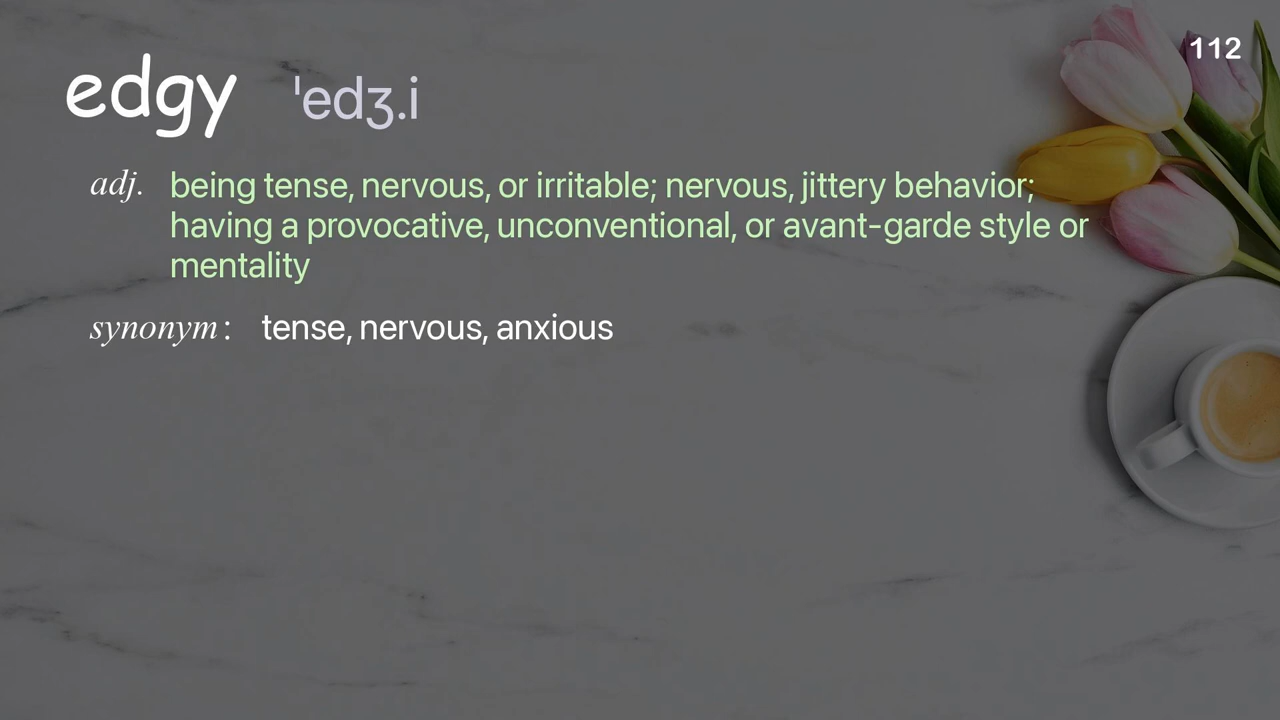 112
edgy ˈedʒ.i
adj. being tense, nervous, or irritable; nervous, jittery behavior;
having a provocative, unconventional, or avant-garde style or
mentality
synonym: tense, nervous, anxious